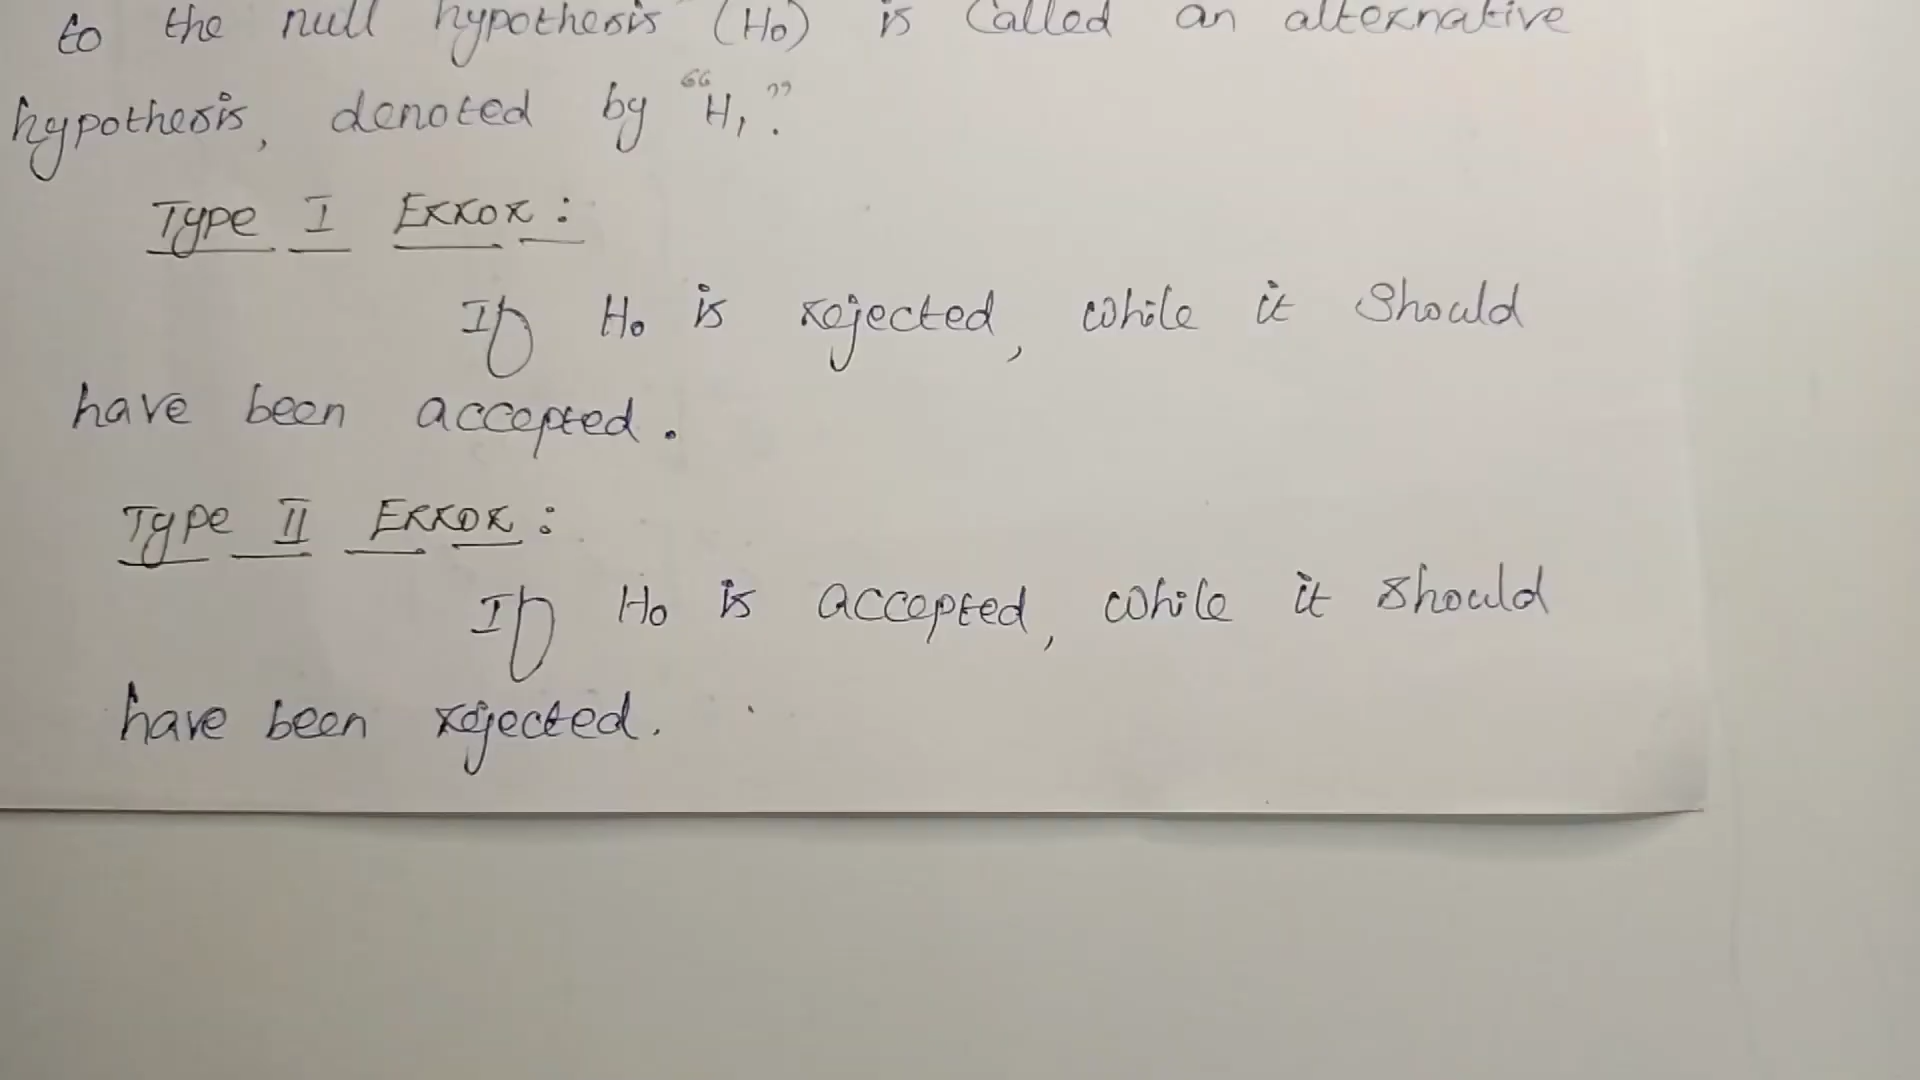 to the null hypothesis (H0) is Called an alternative
hypothesis, denoted by "H1".
Type I Error:
If H0 is rejected, while it Should
have been accepted.
Type II Error:
If H0 is accepted, while it should
have been rejected.